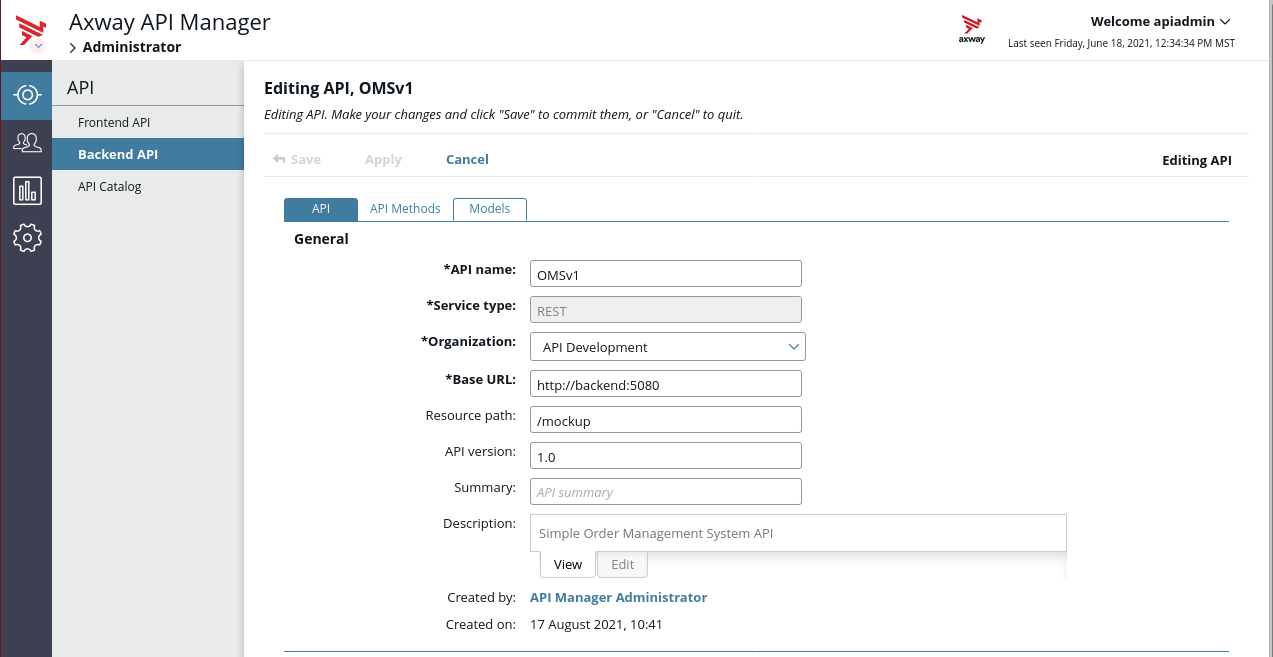 Axway API Manager
Administrator
axway
Welcome apiadmin
Last seen Friday, June 18, 2021, 12:34:34 PM MST
API
Frontend API
Backend API
API Catalog
Editing API, OMSv1
Editing API. Make your changes and click "Save" to commit them, or "Cancel" to quit.
Save Apply Cancel Editing API
API API Methods Models
General
*API name: OMSv1
*Service type: REST
*Organization: API Development
*Base URL: http://backend:5080
Resource path: /mockup
API version: 1.0
Summary: API summary
Description: Simple Order Management System API
View Edit
Created by: API Manager Administrator
Created on: 17 August 2021, 10:41